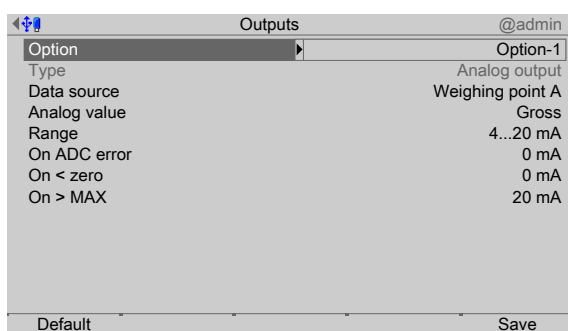 Outputs @admin
Option Option-1
Type Analog output
Data source Weighing point A
Analog value Gross
Range 4...20 mA
On ADC error 0 mA
On < zero 0 mA
On > MAX 20 mA
Default Save